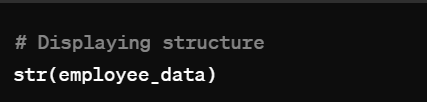 # Displaying structure
str(employee_data)